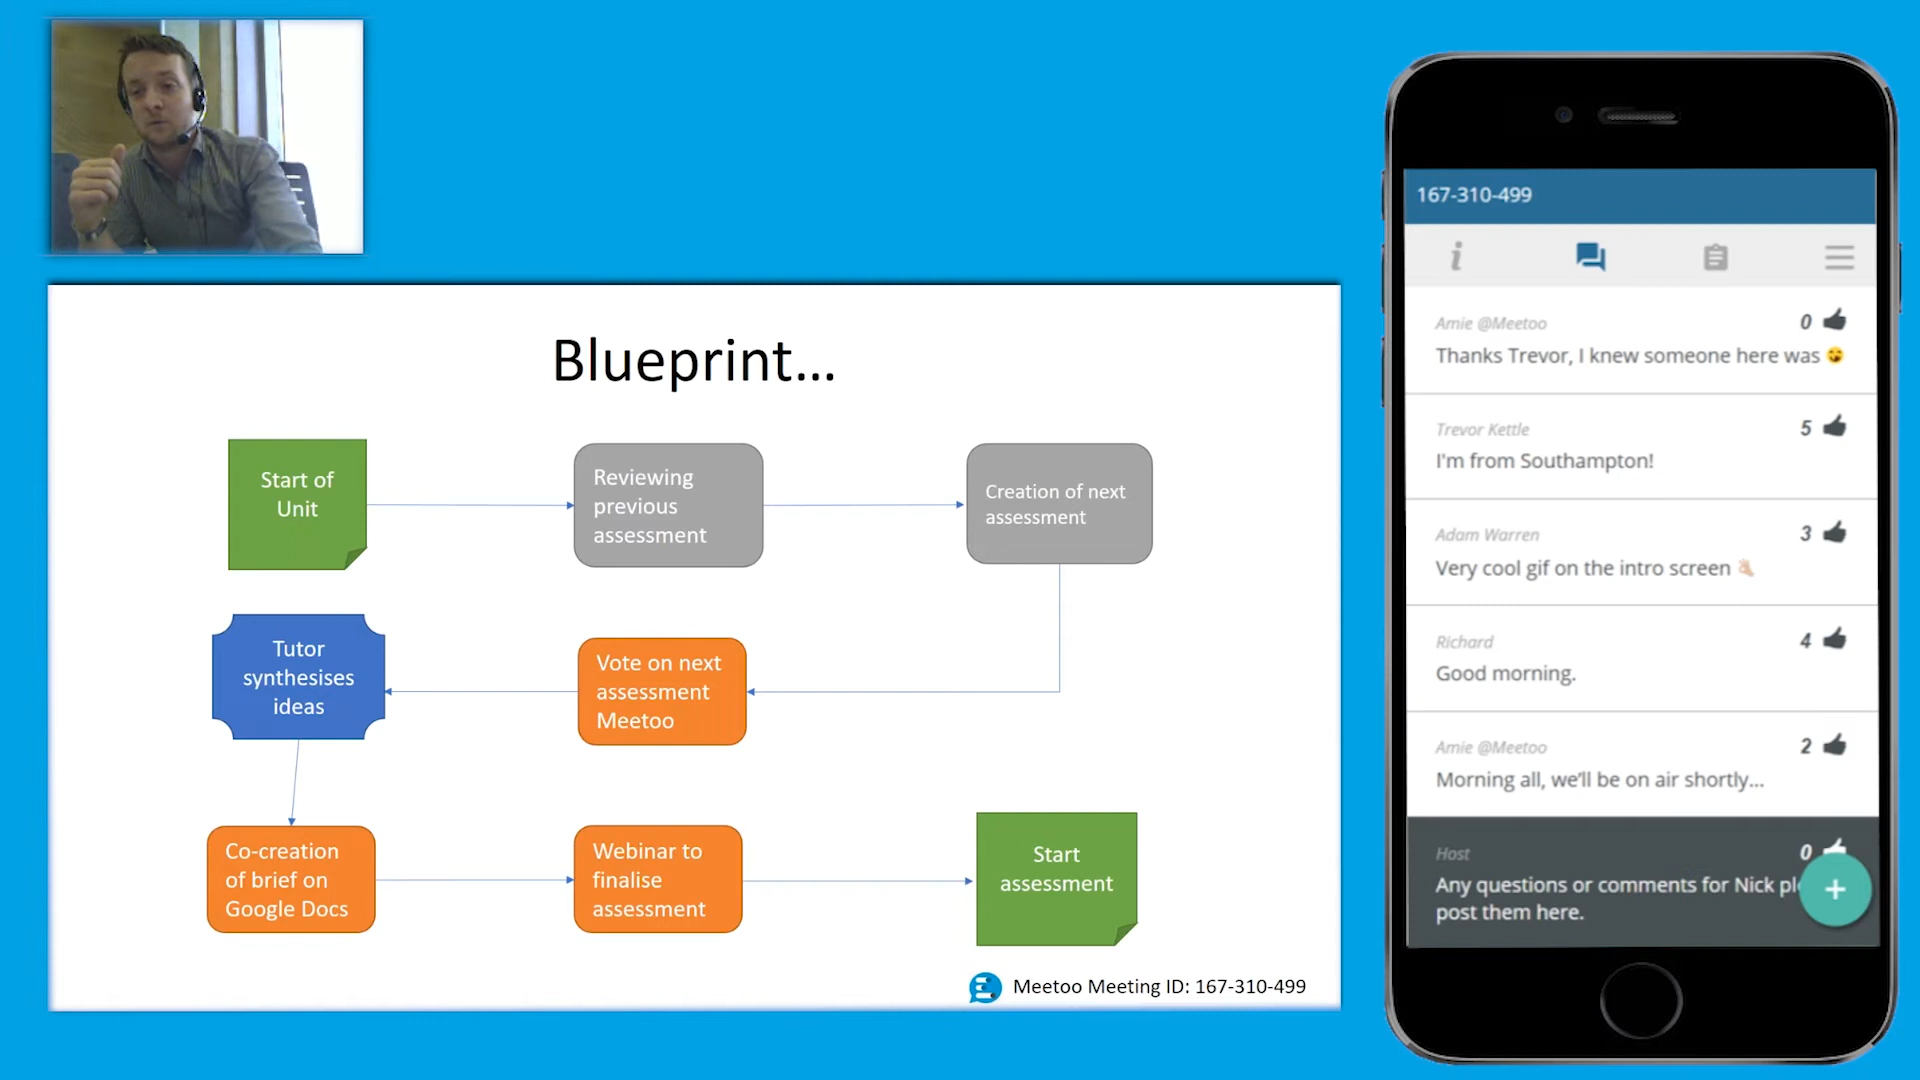 Blueprint...
Start of
Unit
Reviewing
previous
assessment
Creation of next
assessment
Tutor
synthesises
ideas
Vote on next
assessment
Meetoo
Co-creation
of brief on
Google Docs
Webinar to
finalise
assessment
Start
assessment
Meetoo Meeting ID: 167-310-499
167-310-499
i
Amie @Meetoo
0
Thanks Trevor, I knew someone here was 😜
Trevor Kettle
5
I'm from Southampton!
Adam Warren
3
Very cool gif on the intro screen 👌🏻
Richard
4
Good morning.
Amie @Meetoo
2
Morning all, we'll be on air shortly...
Host
0
Any questions or comments for Nick
post them here.
+